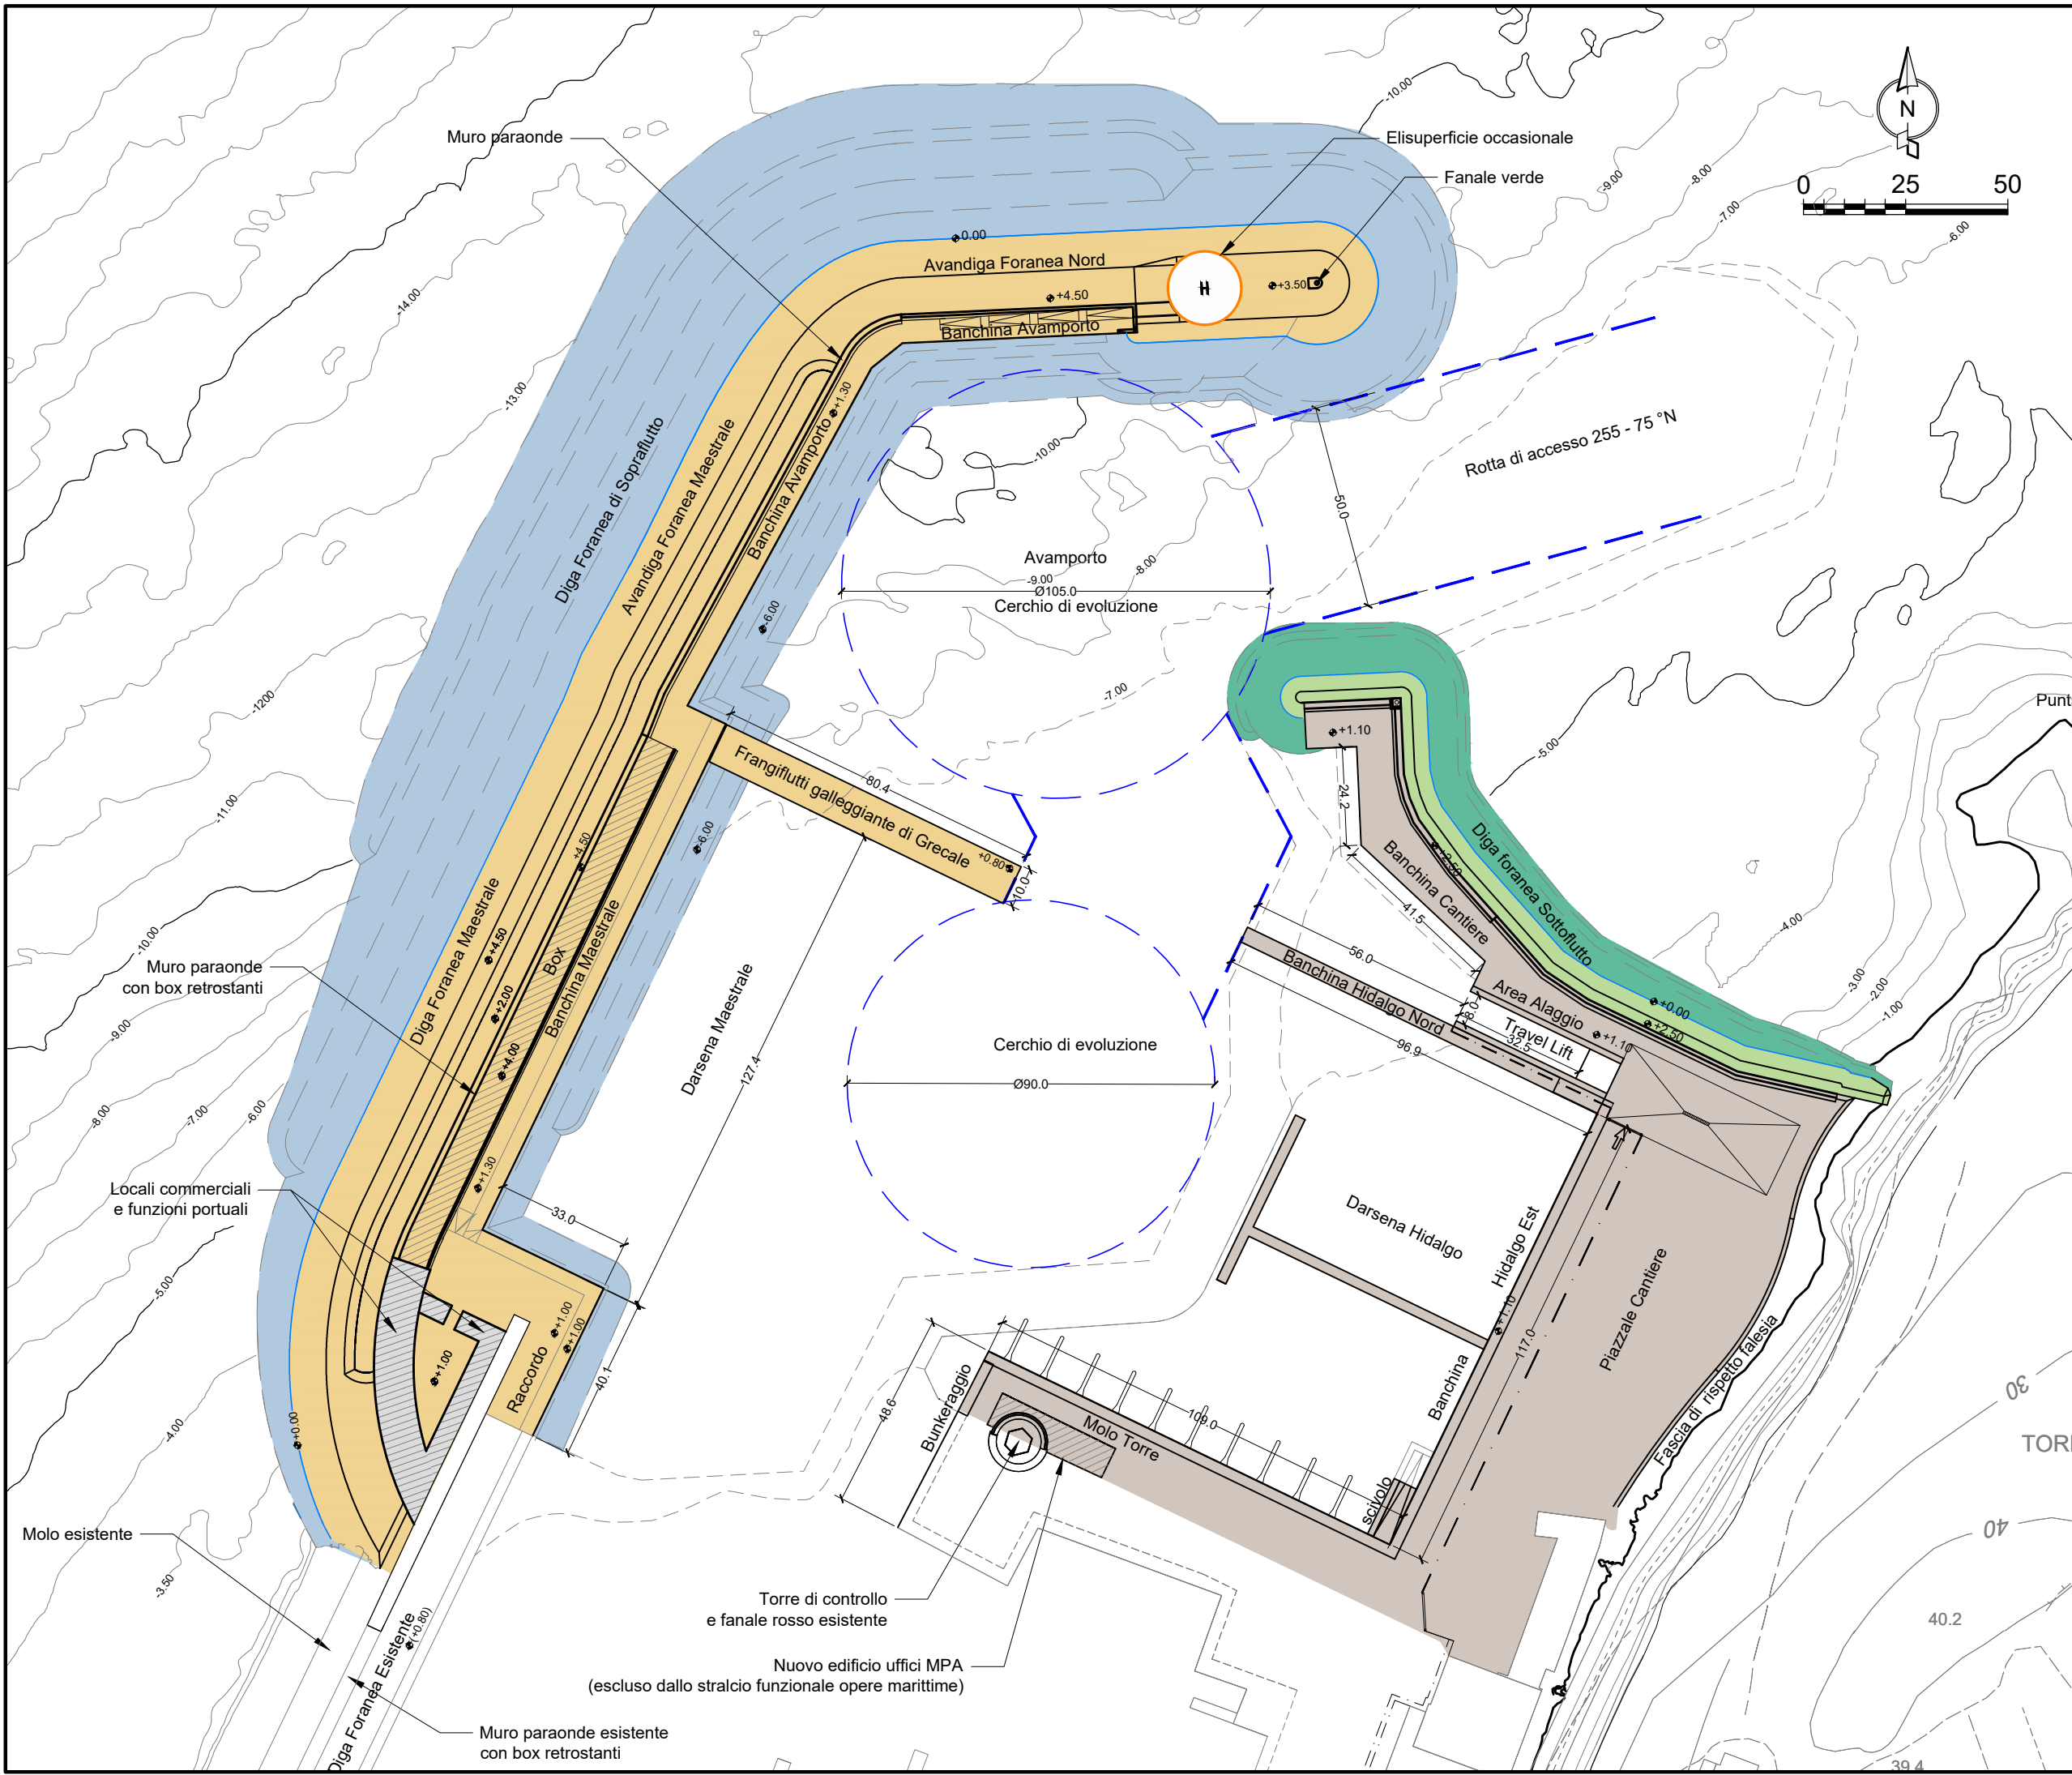 -10.00
N
0 25 50
-9.00
-8.00
-7.00
-6.00
Muro paraonde
Elisuperficie occasionale
Fanale verde
0.00
Avandiga Foranea Nord
+4.50
+3.50
Banchina Avamporto
-14.00
-13.00
+1.30
Banchina Avamporto
Avandiga Foranea Maestrale
Diga Foranea di Sopraflutto
-10.00
Rotta di accesso 255 - 75 °N
50.0
Avamporto
-9.00
-8.00
Ø105.0
Cerchio di evoluzione
-6.00
-7.00
-1200
-5.00
Punt
+1.10
24.2
Frangiflutti galleggiante di Grecale
80.4
+0.80
10.0
-6.00
-11.00
+4.50
Banchina Cantiere
+2.50
Diga foranea Sottoflutto
41.5
-4.00
-3.00
-2.00
-1.00
-10.00
Diga Foranea Maestrale
+4.50
Box
Banchina Maestrale
+2.00
+4.00
Muro paraonde
con box retrostanti
-9.00
-8.00
-7.00
-6.00
Darsena Maestrale
127.4
56.0
Banchina Hidalgo Nord
96.9
Area Alaggio
8.0
Travel Lift
32.5
+1.10
+0.00
+2.50
Cerchio di evoluzione
Ø90.0
+1.30
33.0
Locali commerciali
e funzioni portuali
-5.00
Darsena Hidalgo
Hidalgo Est
Banchina
+1.10
117.0
Piazzale Cantiere
Fascia di rispetto falesia
+1.00
+1.00
+1.00
Raccordo
40.1
48.6
Bunkeraggio
109.0
Molo Torre
scivolo
+0.00
-4.00
-3.50
30
TOR
40
40.2
39.4
Molo esistente
Torre di controllo
e fanale rosso esistente
Nuovo edificio uffici MPA
(escluso dallo stralcio funzionale opere marittime)
Diga Foranea Esistente
(+0.80)
Muro paraonde esistente
con box retrostanti